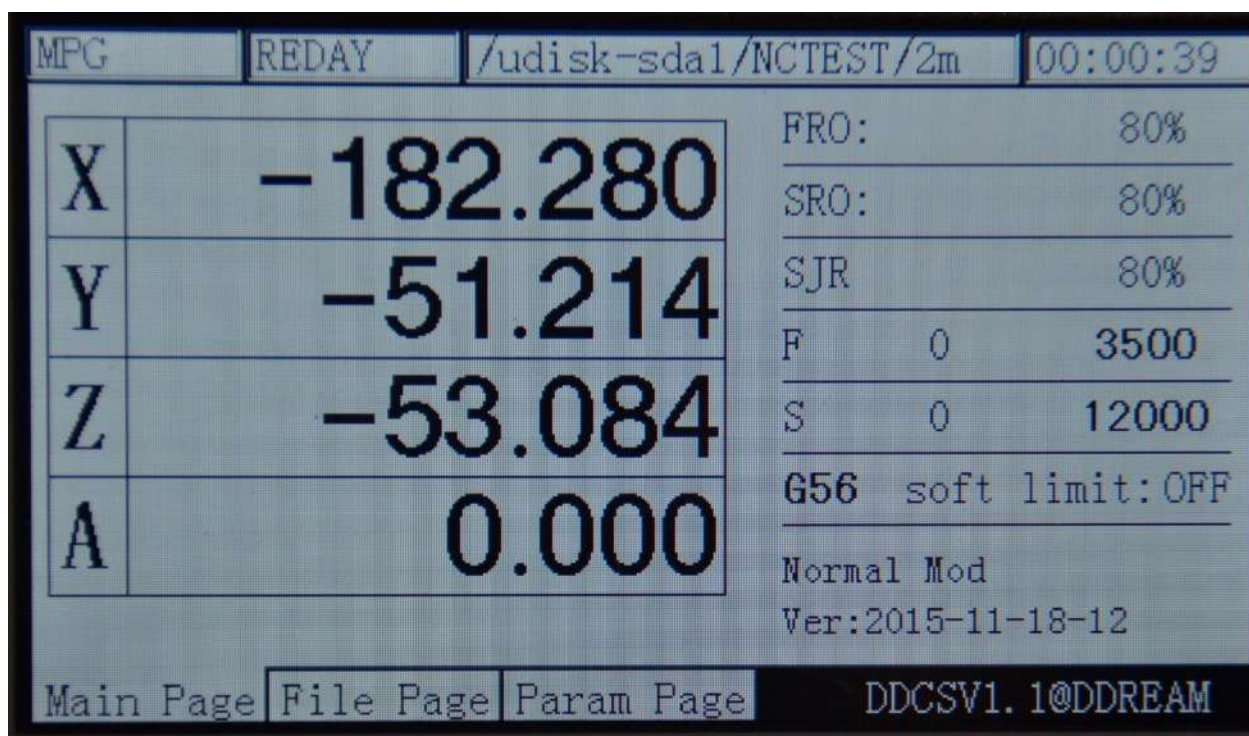 MPG REDAY /udisk-sda1/NCTEST/2m 00:00:39
X -182.280
Y -51.214
Z -53.084
A 0.000
FRO: 80%
SRO: 80%
SJR 80%
F 0 3500
S 0 12000
G56 soft limit:OFF
Normal Mod
Ver:2015-11-18-12
Main Page File Page Param Page DDCSV1.1@DDREAM